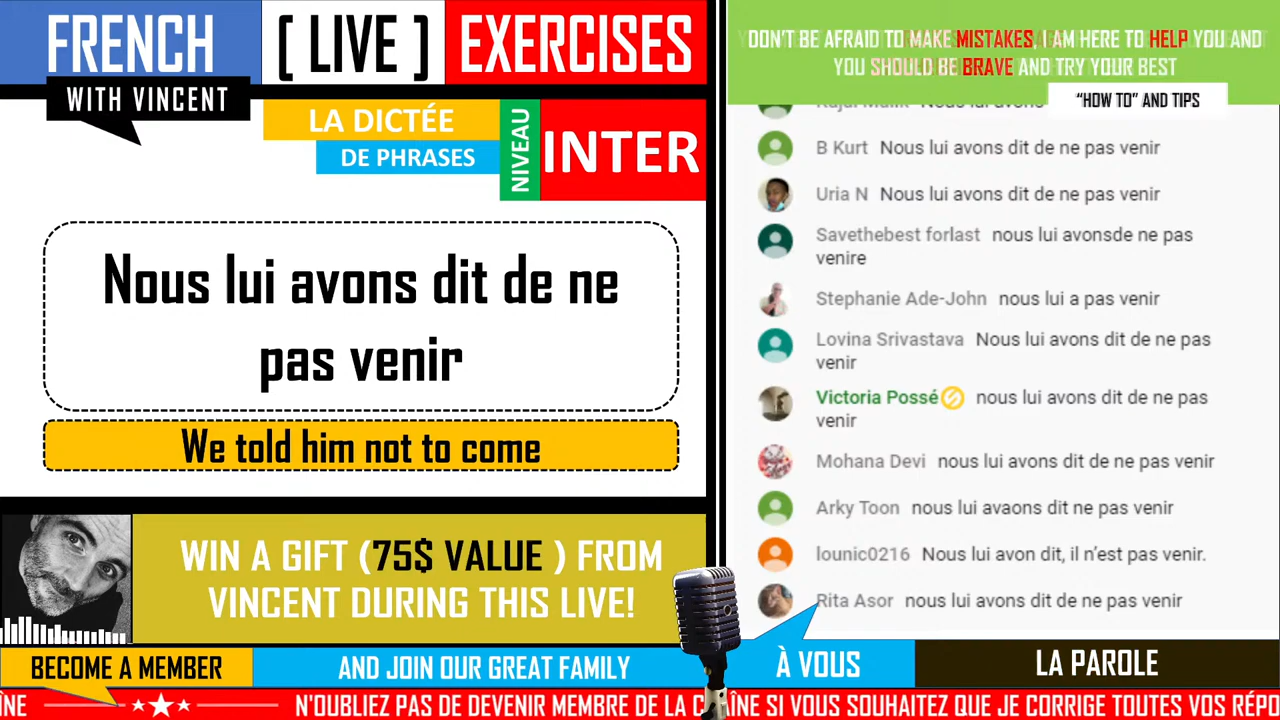 FRENCH
WITH VINCENT
[ LIVE ]
EXERCISES
LA DICTÉE
DE PHRASES
NIVEAU
INTER
Nous lui avons dit de ne
pas venir
We told him not to come
WIN A GIFT (75$ VALUE ) FROM
VINCENT DURING THIS LIVE!
BECOME A MEMBER
AND JOIN OUR GREAT FAMILY
DON'T BE AFRAID TO MAKE MISTAKES, I AM HERE TO HELP YOU AND
YOU SHOULD BE BRAVE AND TRY YOUR BEST
“HOW TO” AND TIPS
B Kurt Nous lui avons dit de ne pas venir
Uria N Nous lui avons dit de ne pas venir
Savethebest forlast nous lui avonsde ne pas
venire
Stephanie Ade-John nous lui a pas venir
Lovina Srivastava Nous lui avons dit de ne pas
venir
Victoria Possé nous lui avons dit de ne pas
venir
Mohana Devi nous lui avons dit de ne pas venir
Arky Toon nous lui avaons dit de ne pas venir
lounic0216 Nous lui avon dit, il n'est pas venir.
Rita Asor nous lui avons dit de ne pas venir
À VOUS
LA PAROLE
N'OUBLIEZ PAS DE DEVENIR MEMBRE DE LA SI VOUS SOUHAITEZ QUE JE CORRIGE TOUTES VOS